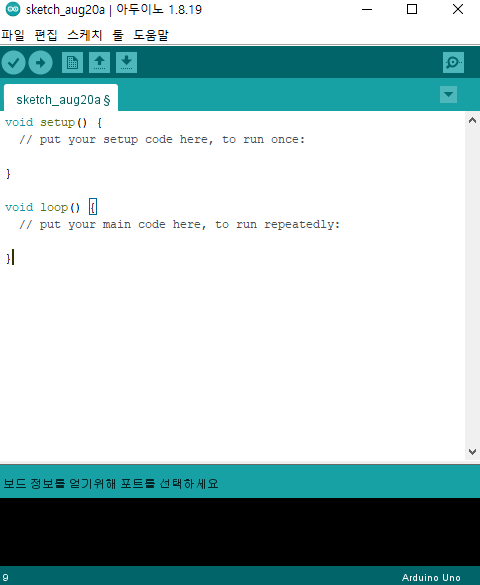 sketch_aug20a | 아두이노 1.8.19
파일 편집 스케치 툴 도움말
sketch_aug20a §
void setup() {
  // put your setup code here, to run once:
}
void loop() {
  // put your main code here, to run repeatedly:
}
보드 정보를 얻기위해 포트를 선택하세요
9 Arduino Uno